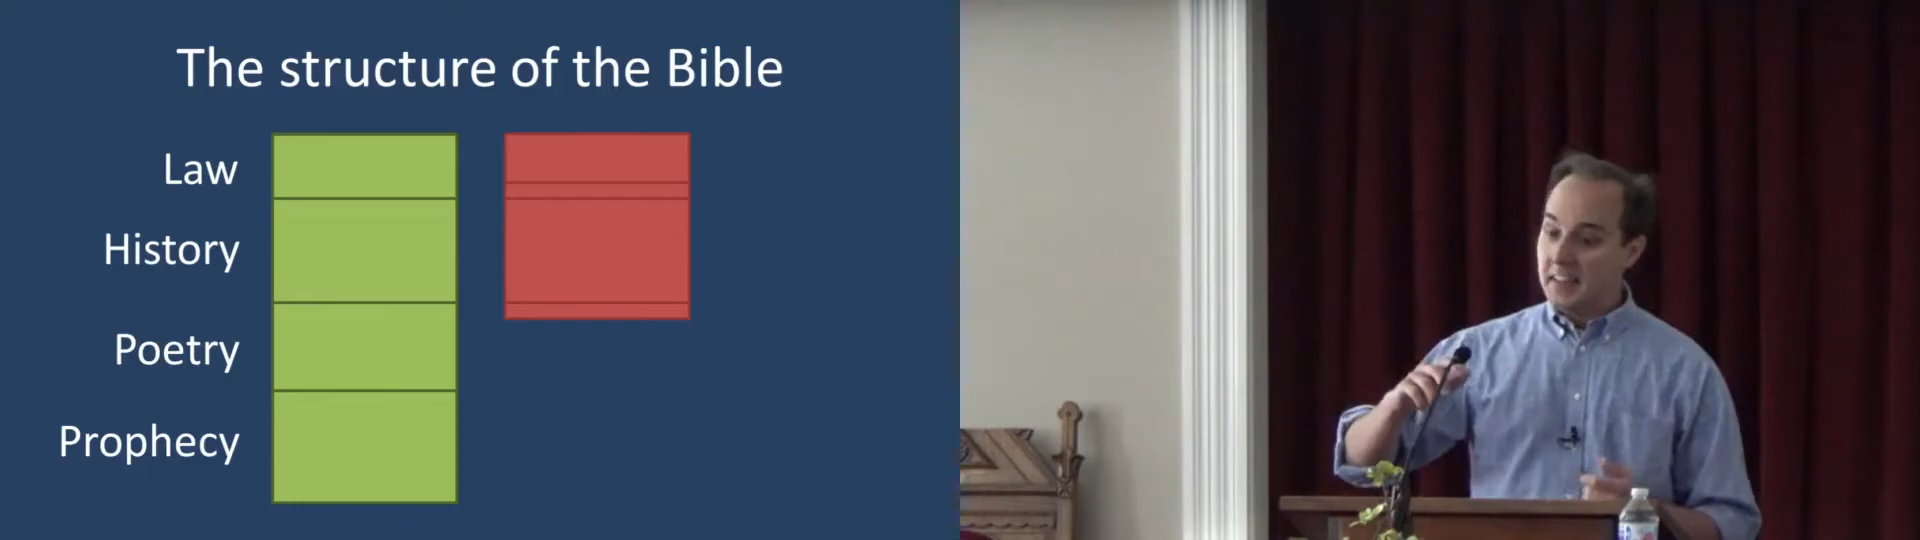 The structure of the Bible
Law
History
Poetry
Prophecy